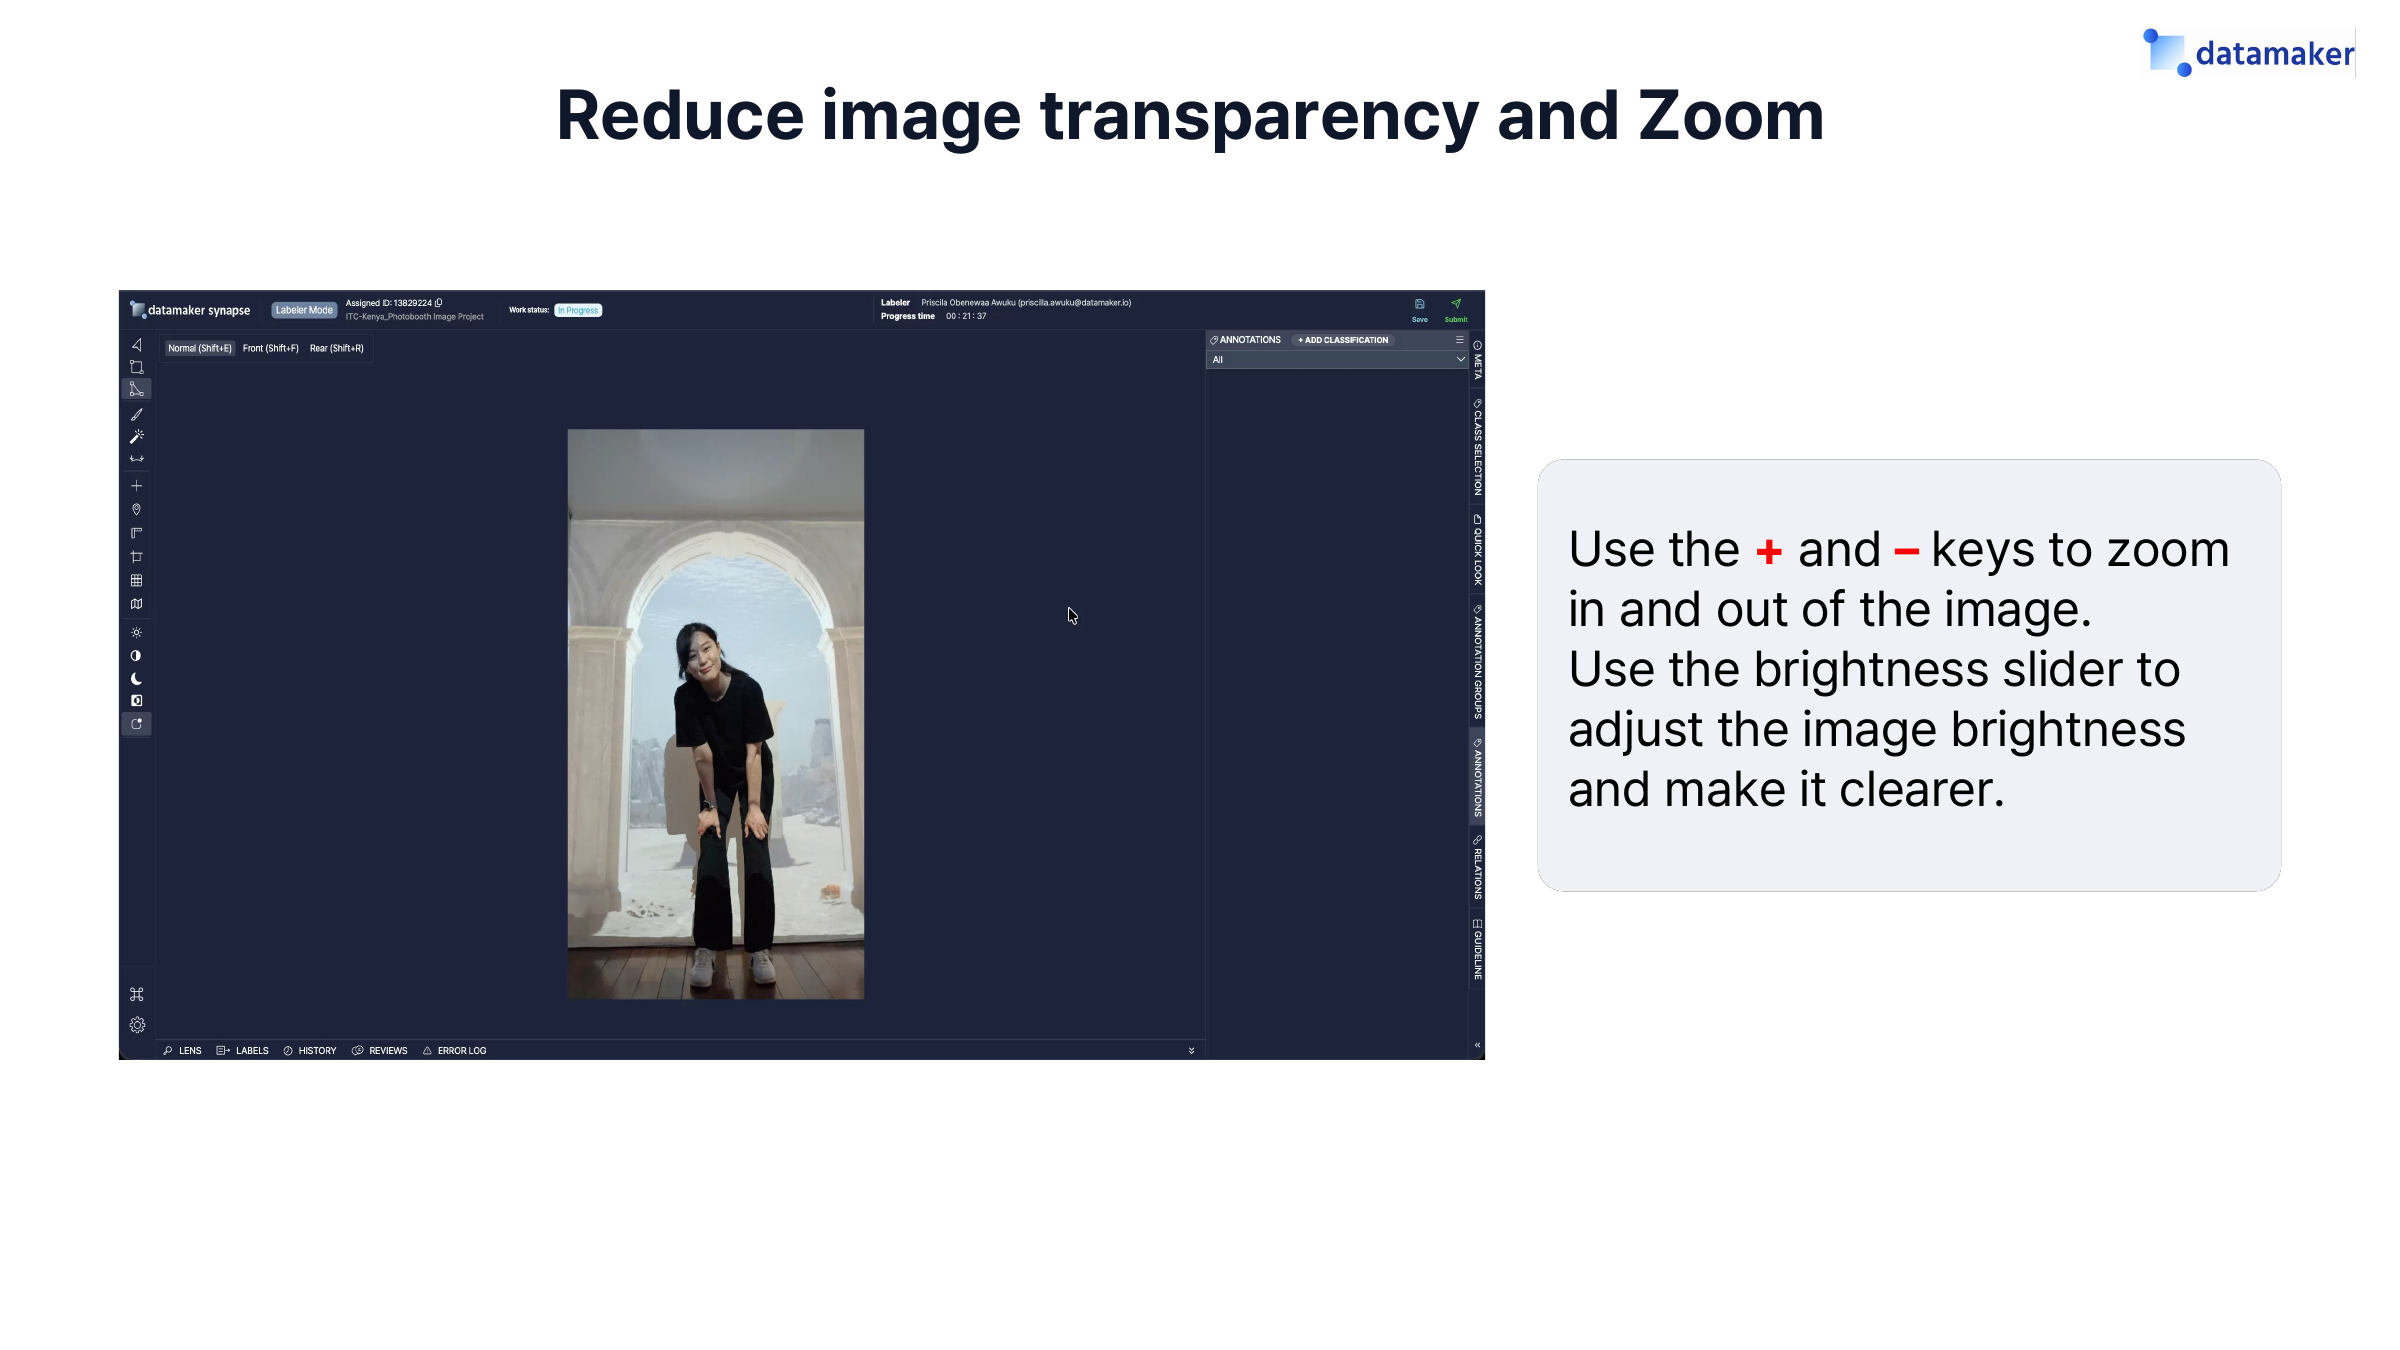 datamaker
Reduce image transparency and Zoom
datamaker synapse
Labeler Mode
Assigned ID: 13829224
ITC-Kenya_Photobooth Image Project
Work status: In Progress
Labeler Priscila Obenewaa Awuku (priscilla.awuku@datamaker.io)
Progress time 00 : 21 : 37
Save
Submit
Normal (Shift+E) Front (Shift+F) Rear (Shift+R)
ANNOTATIONS + ADD CLASSIFICATION
All
META
CLASS SELECTION
QUICK LOOK
ANNOTATION GROUPS
ANNOTATIONS
RELATIONS
GUIDELINE
LENS LABELS HISTORY REVIEWS ERROR LOG
Use the + and – keys to zoom
in and out of the image.
Use the brightness slider to
adjust the image brightness
and make it clearer.